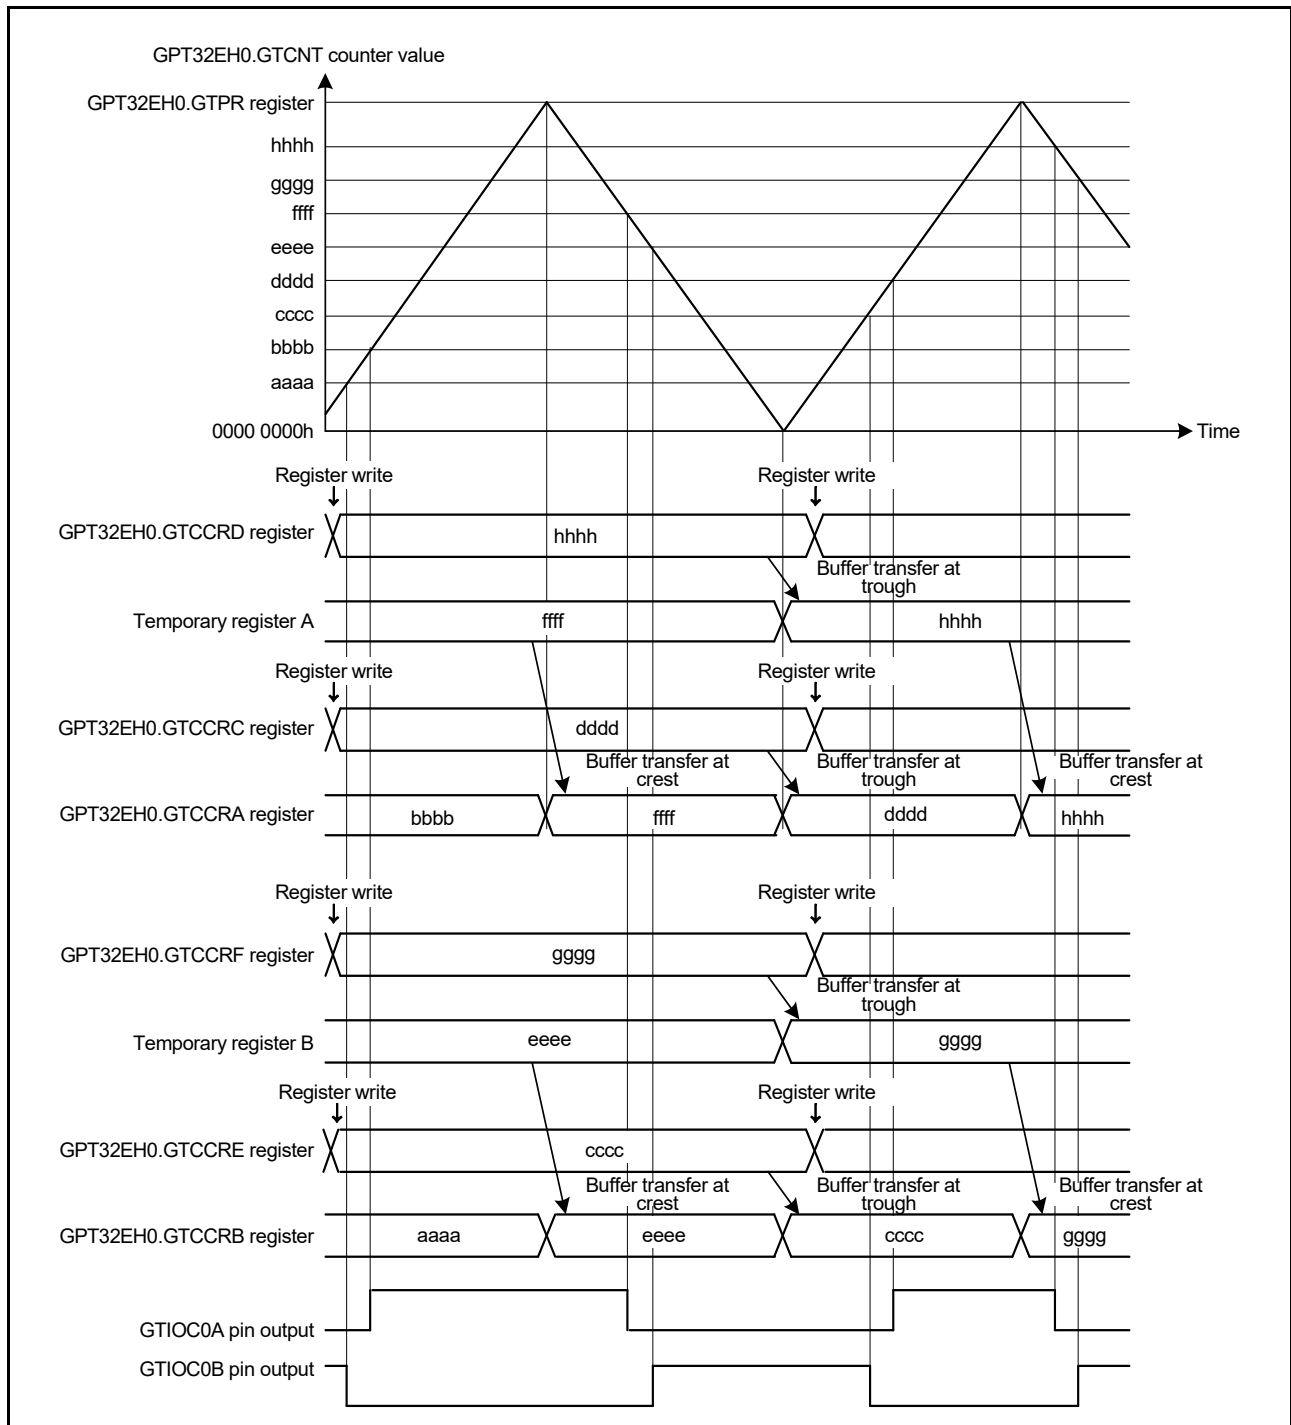 GPT32EH0.GTCNT counter value
GPT32EH0.GTPR register
hhhh
gggg
ffff
eeee
dddd
cccc
bbbb
aaaa
0000 0000h
Time
Register write
Register write
GPT32EH0.GTCCRD register
hhhh
Buffer transfer at
trough
Temporary register A
ffff
hhhh
Register write
Register write
GPT32EH0.GTCCRC register
dddd
Buffer transfer at
crest
Buffer transfer at
trough
Buffer transfer at
crest
GPT32EH0.GTCCRA register
bbbb
ffff
dddd
hhhh
Register write
Register write
GPT32EH0.GTCCRF register
gggg
Buffer transfer at
trough
Temporary register B
eeee
gggg
Register write
Register write
GPT32EH0.GTCCRE register
cccc
Buffer transfer at
crest
Buffer transfer at
trough
Buffer transfer at
crest
GPT32EH0.GTCCRB register
aaaa
eeee
cccc
gggg
GTIOC0A pin output
GTIOC0B pin output